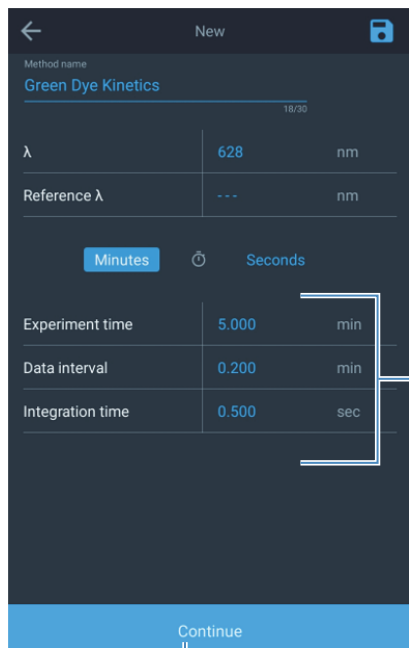 New
Method name
Green Dye Kinetics
18/30
λ 628 nm
Reference λ --- nm
Minutes Seconds
Experiment time 5.000 min
Data interval 0.200 min
Integration time 0.500 sec
Continue